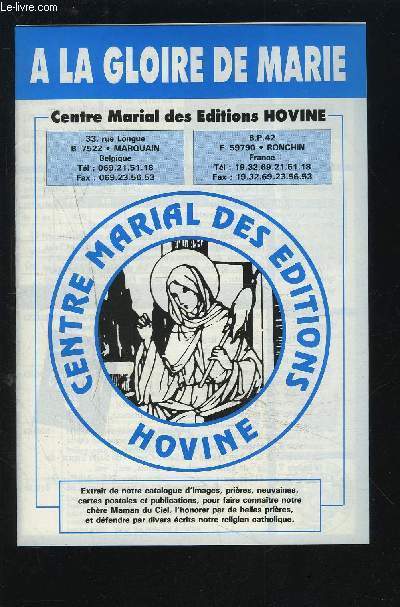 Le-livre.com
A LA GLOIRE DE MARIE
Centre Marial des Editions HOVINE
33, rue Longue
B 7522 • MARQUAIN
Belgique
Tél : 069.21.51.18
Fax : 069.23.56.53
B.P.42
F 59790 • RONCHIN
France
Tél : 19.32.69.21.51.18
Fax : 19.32.69.23.56.53
CENTRE MARIAL DES EDITIONS
HOVINE
Extrait de notre catalogue d'images, prières, neuvaines,
cartes postales et publications, pour faire connaître notre
chère Maman du Ciel, l'honorer par de belles prières,
et défendre par divers écrits notre religion catholique.